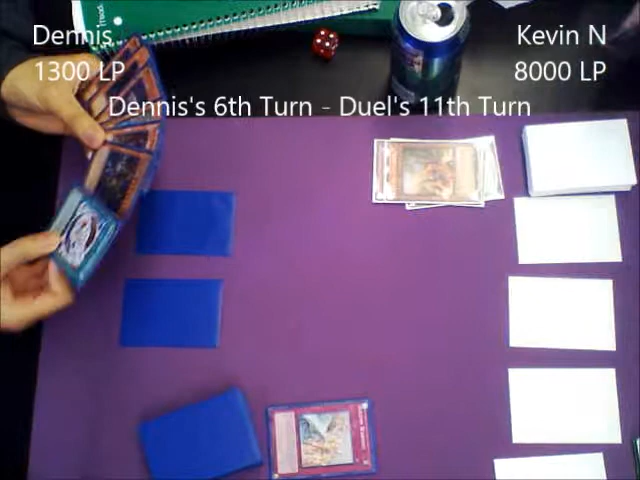 Dennis
Kevin N
1300 LP
8000 LP
Dennis's 6th Turn - Duel's 11th Turn